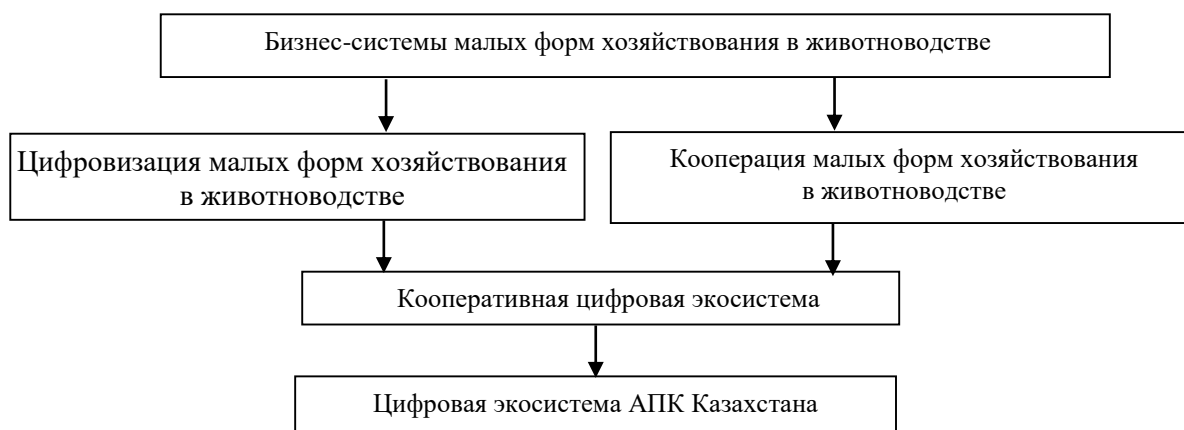 Бизнес-системы малых форм хозяйствования в животноводстве
Цифровизация малых форм хозяйствования
в животноводстве
Кооперация малых форм хозяйствования
в животноводстве
Кооперативная цифровая экосистема
Цифровая экосистема АПК Казахстана